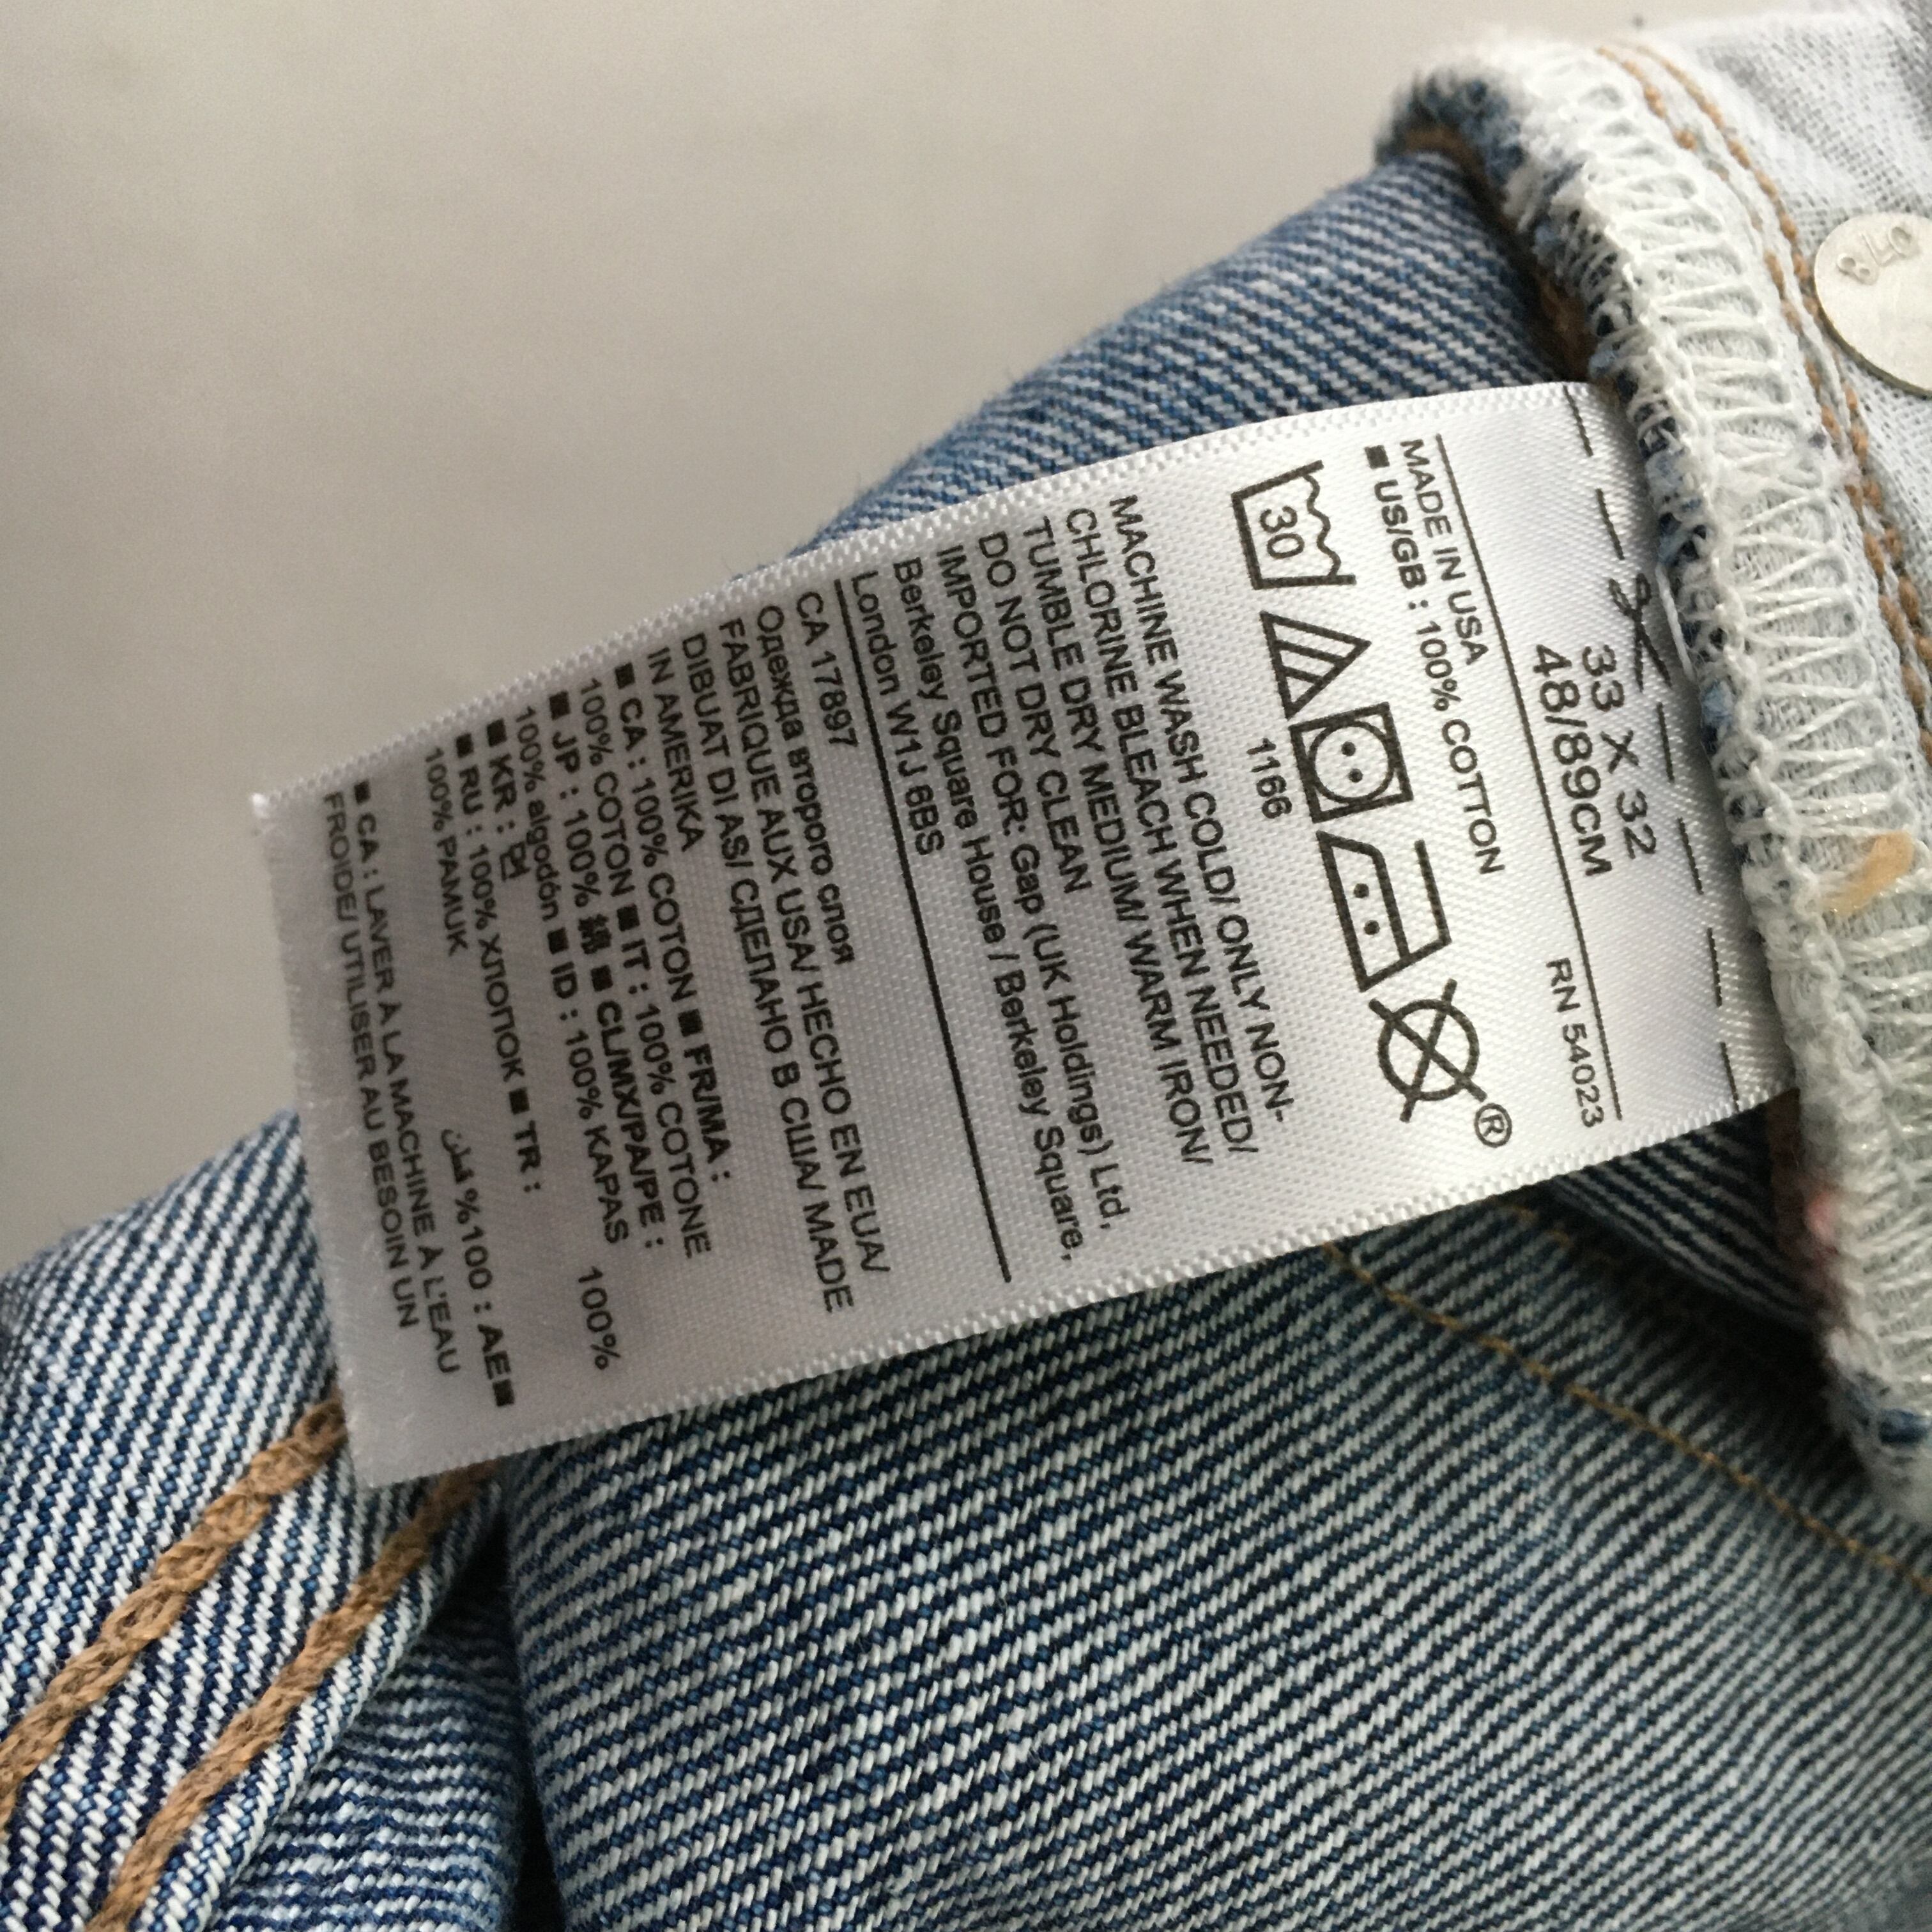 33 X 32
48/89CM
RN 54023
MADE IN USA
■ US/GB : 100% COTTON
30
®
1166
MACHINE WASH COLD/ ONLY NON-
CHLORINE BLEACH WHEN NEEDED/
TUMBLE DRY MEDIUM/ WARM IRON/
DO NOT DRY CLEAN
IMPORTED FOR: Gap (UK Holdings) Ltd,
Berkeley Square House / Berkeley Square,
London W1J 6BS
CA 17897
Одежда второго слоя
FABRIQUE AUX USA/ HECHO EN EUA/
DIBUAT DI AS/ СДЕЛАНО В США/ MADE
IN AMERIKA
■ CA : 100% COTON ■ FR/MA :
100% COTON ■ IT : 100% COTONE
■ JP : 100% 綿 ■ CL/MX/PA/PE :
100% algodón ■ ID : 100% KAPAS
■ KR : 면 100%
■ RU : 100% ХЛОПОК ■ TR :
100% PAMUK
قطن %100 : AE■
■ CA : LAVER À LA MACHINE À L'EAU
FROIDE/ UTILISER AU BESOIN UN
BLO